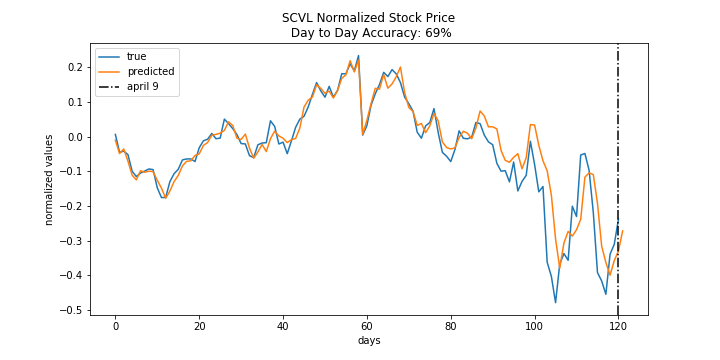 SCVL Normalized Stock Price
Day to Day Accuracy: 69%
true
predicted
april 9
normalized values
0.2
0.1
0.0
−0.1
−0.2
−0.3
−0.4
−0.5
0
20
40
60
80
100
120
days